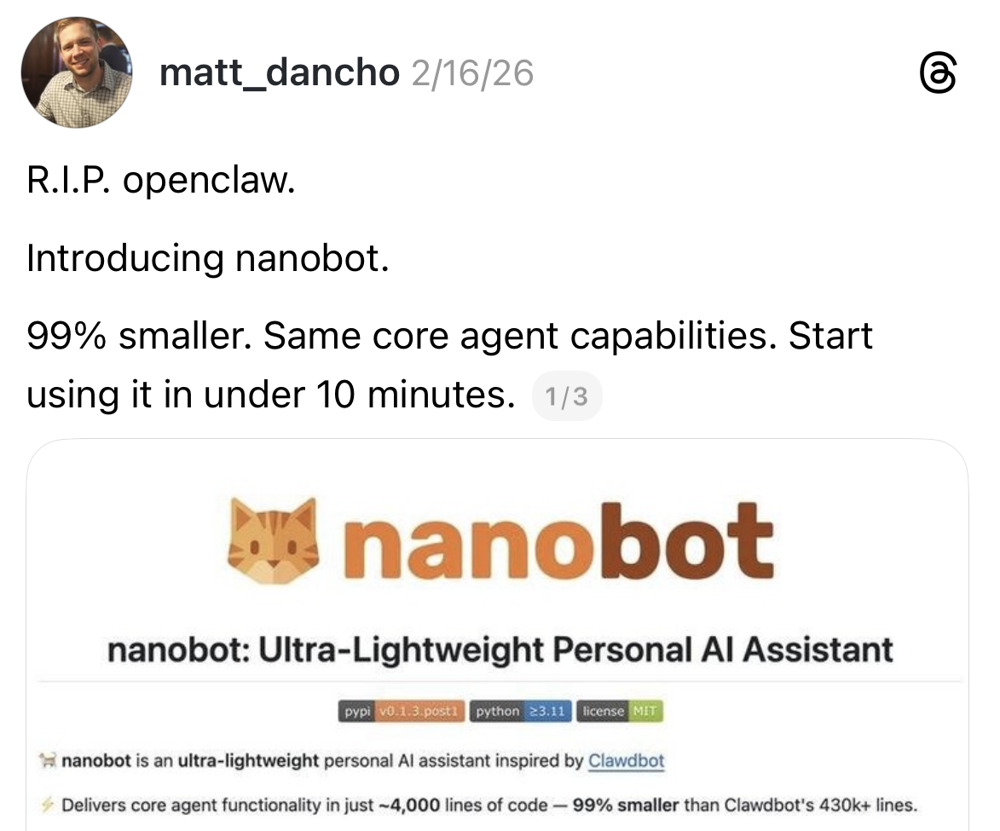 matt_dancho 2/16/26
R.I.P. openclaw.
Introducing nanobot.
99% smaller. Same core agent capabilities. Start
using it in under 10 minutes. 1/3
nanobot
nanobot: Ultra-Lightweight Personal AI Assistant
pypi v0.1.3.post1 python ≥3.11 license MIT
🐈 nanobot is an ultra-lightweight personal AI assistant inspired by Clawdbot
⚡ Delivers core agent functionality in just ~4,000 lines of code — 99% smaller than Clawdbot's 430k+ lines.